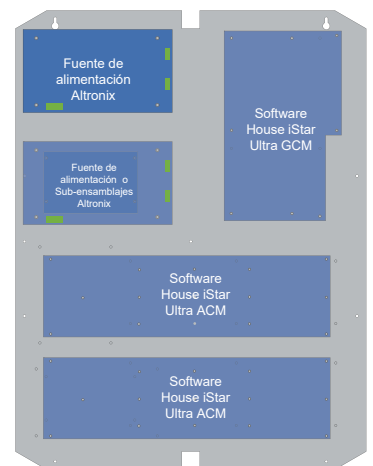 Fuente de
alimentación
Altronix
Software
House iStar
Ultra GCM
Fuente de
alimentación o
Sub-ensamblajes
Altronix
Software
House iStar
Ultra ACM
Software
House iStar
Ultra ACM